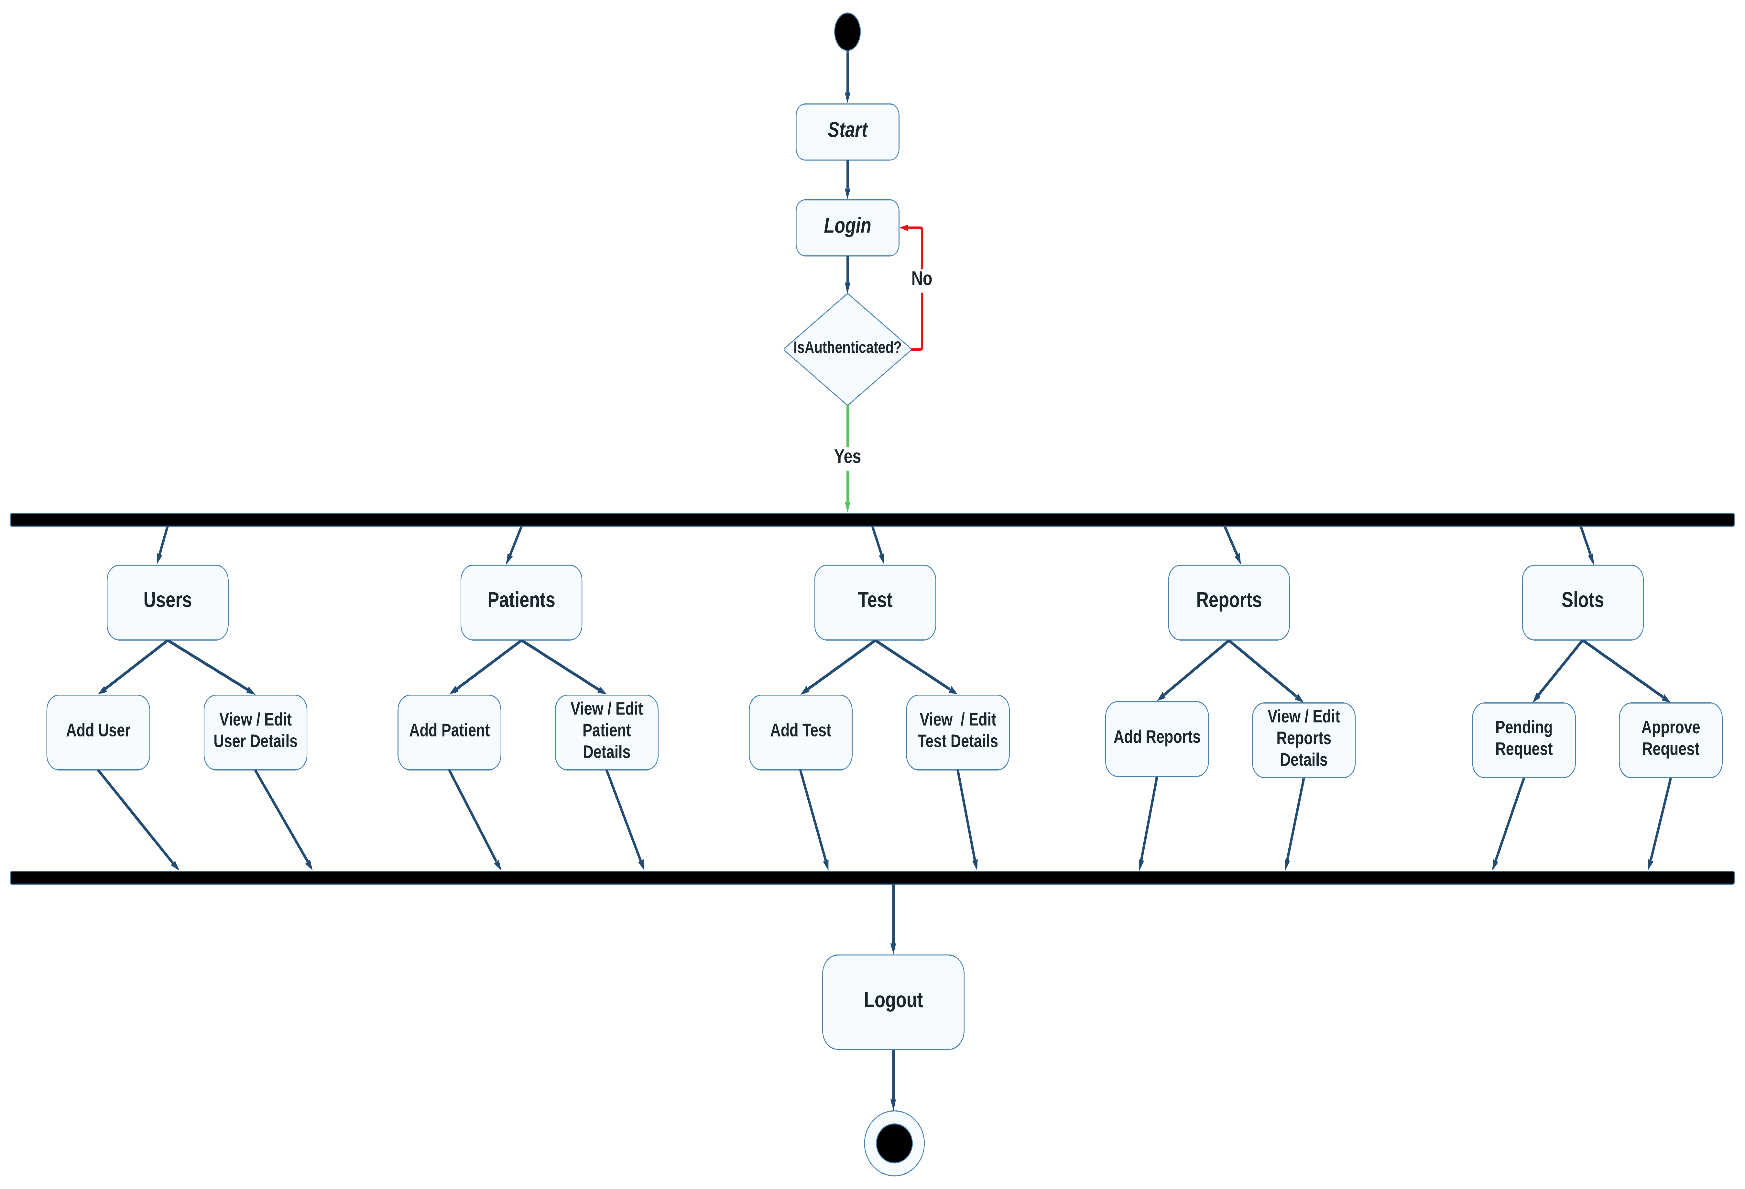 Start
Login
No
IsAuthenticated?
Yes
Users
Patients
Test
Reports
Slots
Add User
View / Edit
User Details
Add Patient
View / Edit
Patient
Details
Add Test
View / Edit
Test Details
Add Reports
View / Edit
Reports
Details
Pending
Request
Approve
Request
Logout